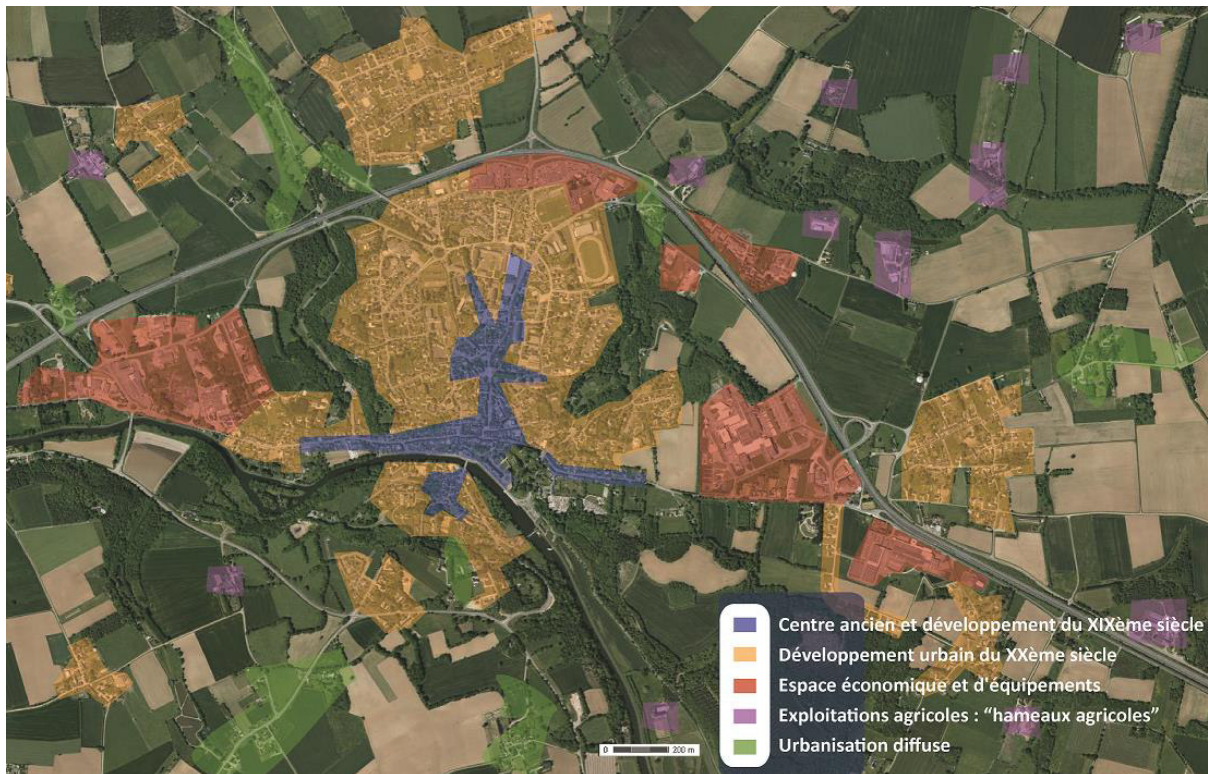 Centre ancien et développement du XIXème siècle
Développement urbain du XXème siècle
Espace économique et d'équipements
Exploitations agricoles : “hameaux agricoles”
Urbanisation diffuse
0 200 m